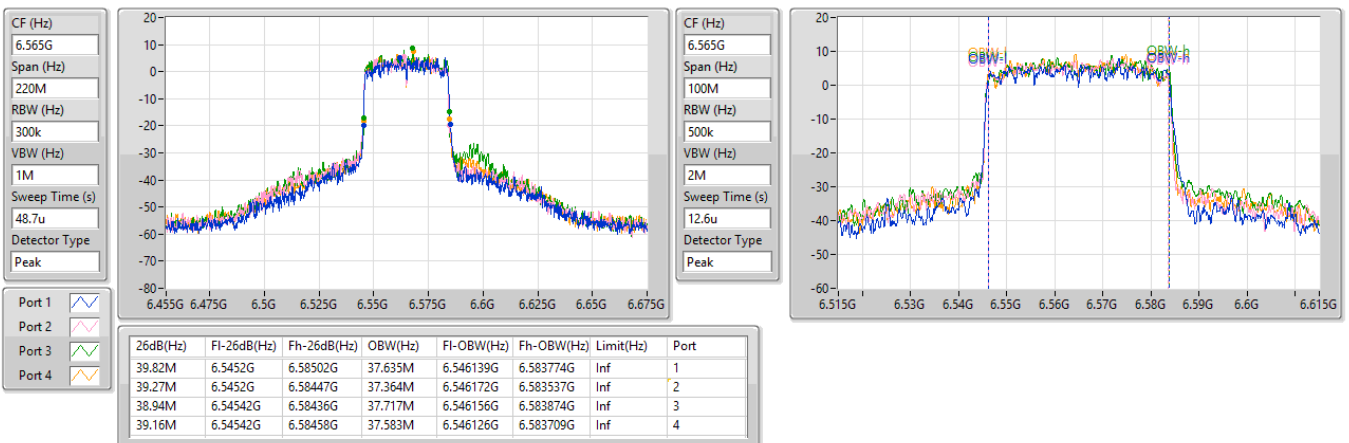 CF (Hz)
6.565G
Span (Hz)
220M
RBW (Hz)
300k
VBW (Hz)
1M
Sweep Time (s)
48.7u
Detector Type
Peak
20
10
0
-10
-20
-30
-40
-50
-60
-70
-80
6.455G 6.475G 6.5G 6.525G 6.55G 6.575G 6.6G 6.625G 6.65G 6.675G
CF (Hz)
6.565G
Span (Hz)
100M
RBW (Hz)
500k
VBW (Hz)
2M
Sweep Time (s)
12.6u
Detector Type
Peak
20
10
0
-10
-20
-30
-40
-50
-60
OBW-l OBW-h
6.515G 6.53G 6.54G 6.55G 6.56G 6.57G 6.58G 6.59G 6.6G 6.615G
Port 1
Port 2
Port 3
Port 4
26dB(Hz) Fl-26dB(Hz) Fh-26dB(Hz) OBW(Hz) Fl-OBW(Hz) Fh-OBW(Hz) Limit(Hz) Port
39.82M 6.5452G 6.58502G 37.635M 6.546139G 6.583774G Inf 1
39.27M 6.5452G 6.58447G 37.364M 6.546172G 6.583537G Inf 2
38.94M 6.54542G 6.58436G 37.717M 6.546156G 6.583874G Inf 3
39.16M 6.54542G 6.58458G 37.583M 6.546126G 6.583709G Inf 4